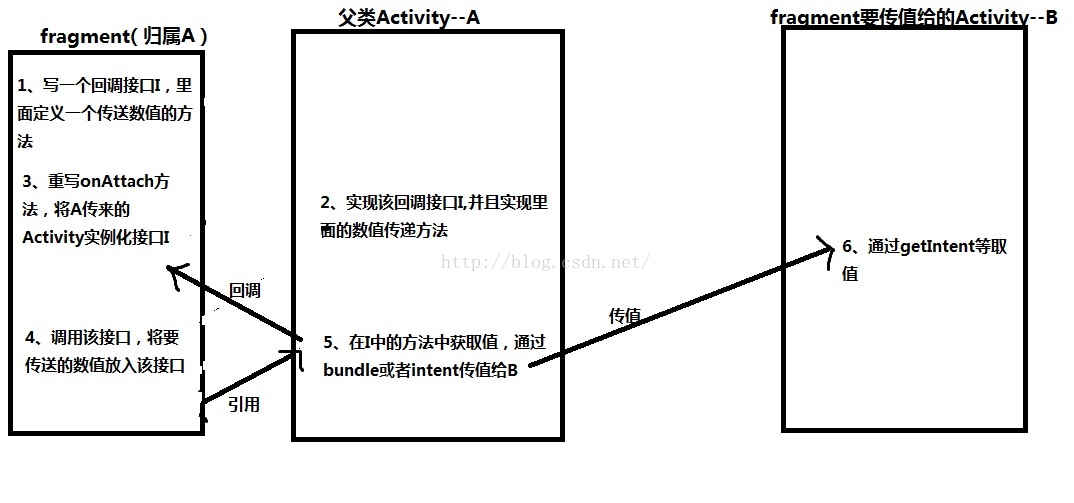 fragment( 归属A )
父类Activity--A
fragment要传值给的Activity--B
1、写一个回调接口I，里
面定义一个传送数值的方
法
3、重写onAttach方
法，将A传来的
Activity实例化接口I
4、调用该接口，将要
传送的数值放入该接口
回调
引用
2、实现该回调接口I,并且实现里
面的数值传递方法
http://blog.csdn.net/
5、在I中的方法中获取值，通过
bundle或者intent传值给B
传值
6、通过getIntent等取
值